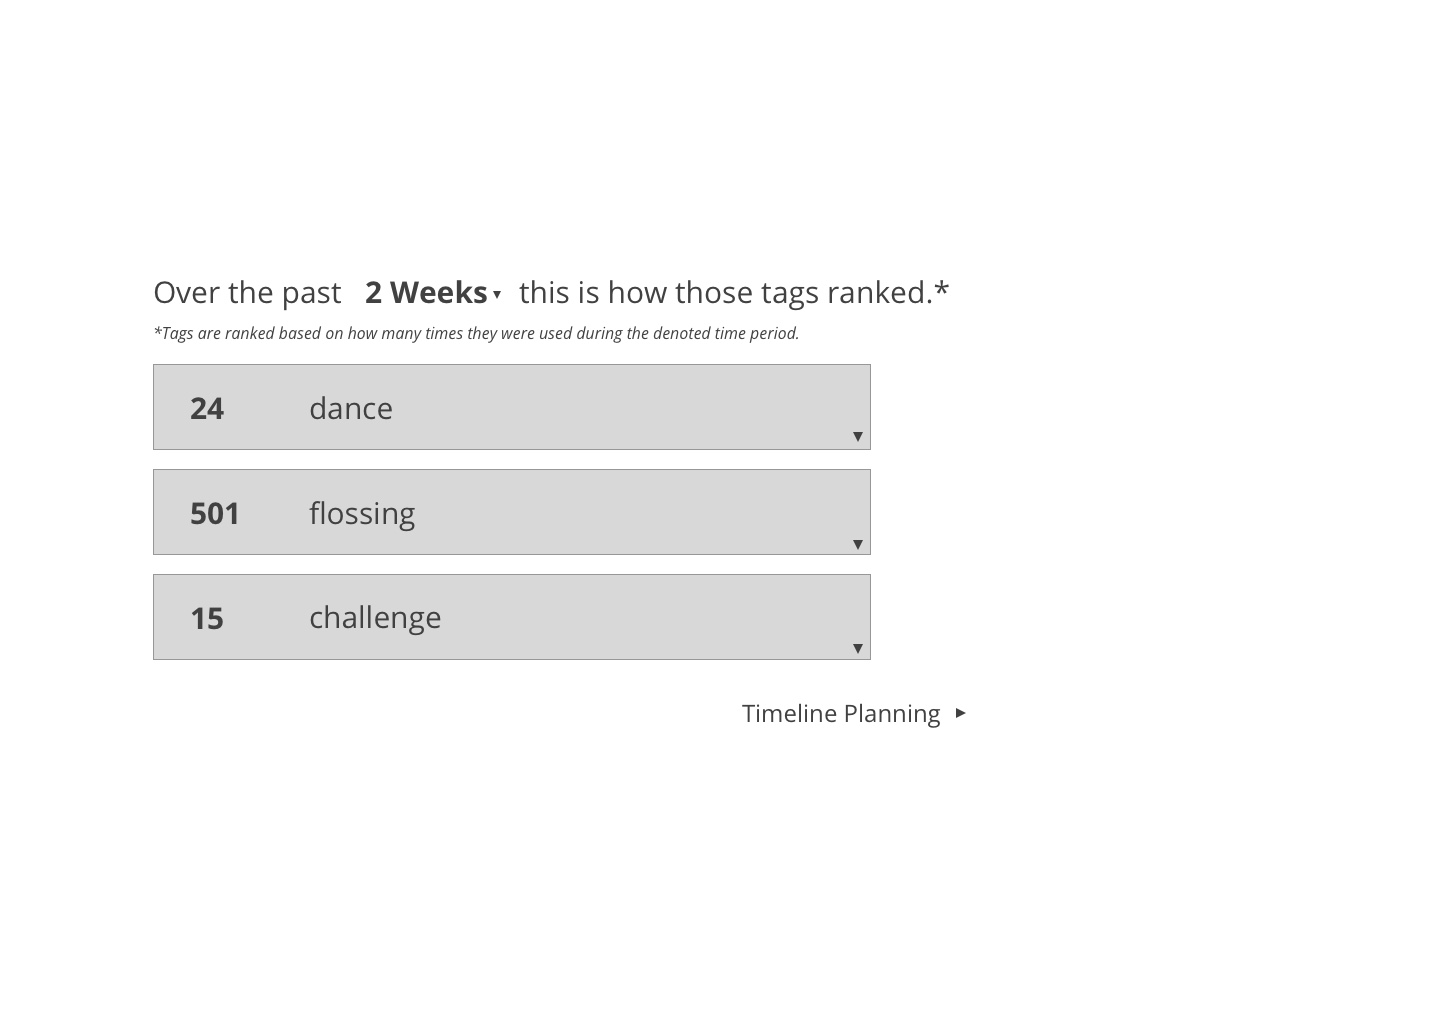 Over the past 2 Weeks ▾ this is how those tags ranked.*
*Tags are ranked based on how many times they were used during the denoted time period.
24 dance
501 flossing
15 challenge
Timeline Planning ▸